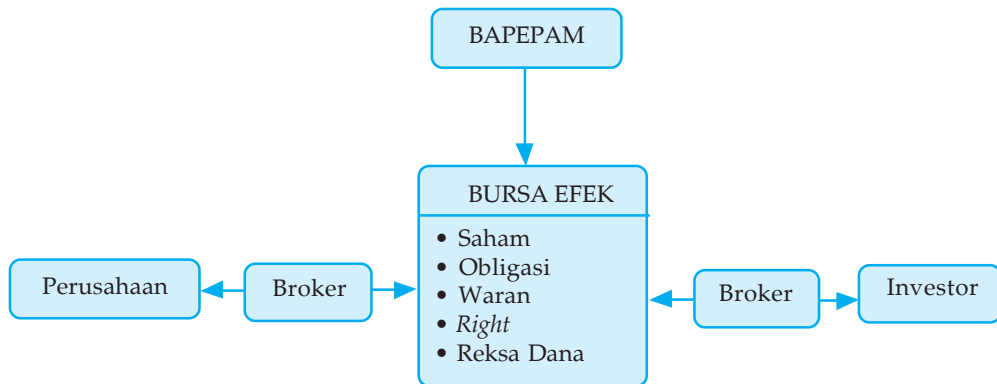 BAPEPAM
BURSA EFEK
• Saham
• Obligasi
• Waran
• Right
• Reksa Dana
Perusahaan
Broker
Broker
Investor